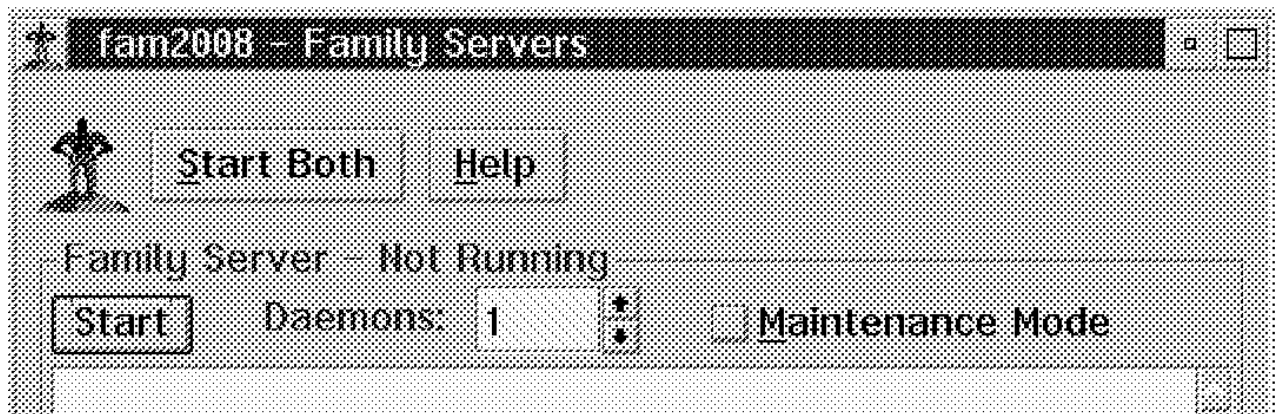 fam2008 - Family Servers
Start Both Help
Family Server - Not Running
Start Daemons: 1 Maintenance Mode